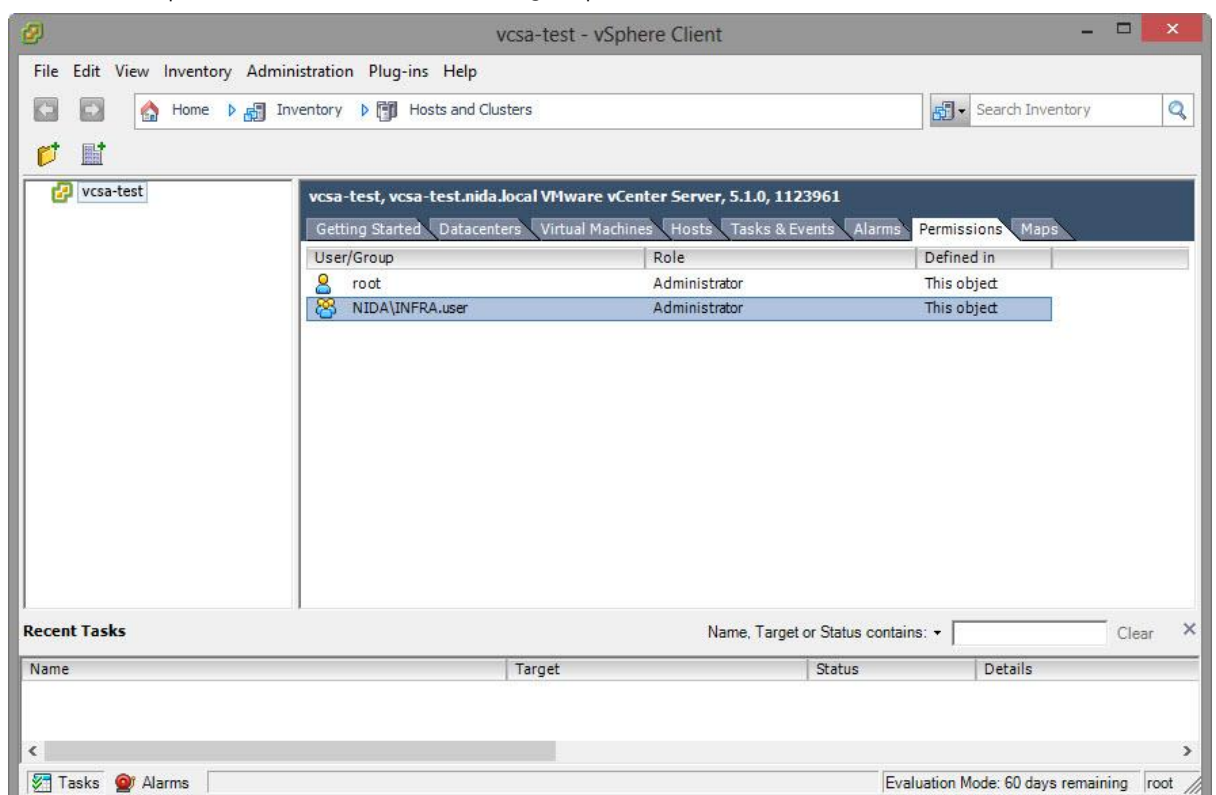 vcsa-test - vSphere Client
File Edit View Inventory Administration Plug-ins Help
Home Inventory Hosts and Clusters Search Inventory
vcsa-test
vcsa-test, vcsa-test.nida.local VMware vCenter Server, 5.1.0, 1123961
Getting Started Datacenters Virtual Machines Hosts Tasks & Events Alarms Permissions Maps
User/Group Role Defined in
root Administrator This object
NIDA\INFRA.user Administrator This object
Recent Tasks Name, Target or Status contains: Clear
Name Target Status Details
Tasks Alarms Evaluation Mode: 60 days remaining root